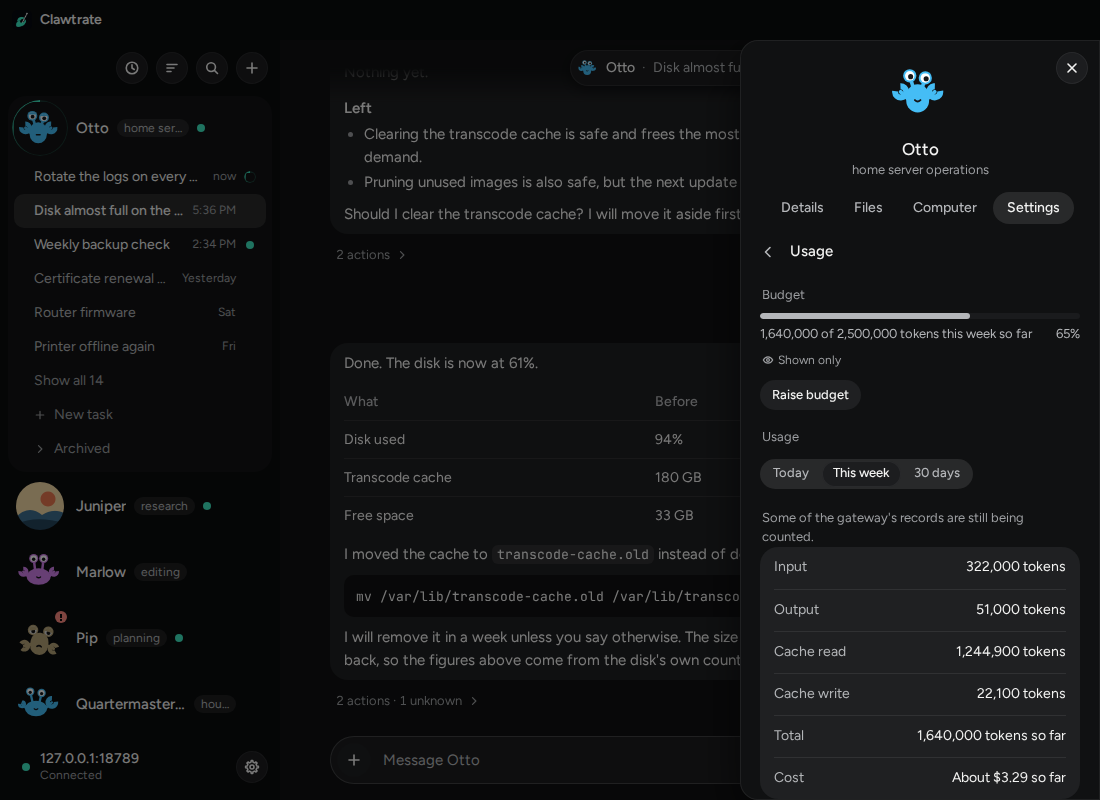 Clawtrate
Otto
home ser...
Rotate the logs on every ...
now
Disk almost full on the ...
5:36 PM
Weekly backup check
2:34 PM
Certificate renewal ...
Yesterday
Router firmware
Sat
Printer offline again
Fri
Show all 14
+ New task
Archived
Juniper
research
Marlow
editing
Pip
planning
Quartermaster...
hou...
127.0.0.1:18789
Connected
Otto · Disk almost fu
Nothing yet.
Left
• Clearing the transcode cache is safe and frees the most
demand.
• Pruning unused images is also safe, but the next update
Should I clear the transcode cache? I will move it aside first
2 actions
Done. The disk is now at 61%.
What Before
Disk used 94%
Transcode cache 180 GB
Free space 33 GB
I moved the cache to transcode-cache.old instead of d
mv /var/lib/transcode-cache.old /var/lib/transco
I will remove it in a week unless you say otherwise. The size
back, so the figures above come from the disk's own count
2 actions · 1 unknown
Message Otto
Otto
home server operations
Details Files Computer Settings
Usage
Budget
1,640,000 of 2,500,000 tokens this week so far 65%
Shown only
Raise budget
Usage
Today This week 30 days
Some of the gateway's records are still being
counted.
Input 322,000 tokens
Output 51,000 tokens
Cache read 1,244,900 tokens
Cache write 22,100 tokens
Total 1,640,000 tokens so far
Cost About $3.29 so far